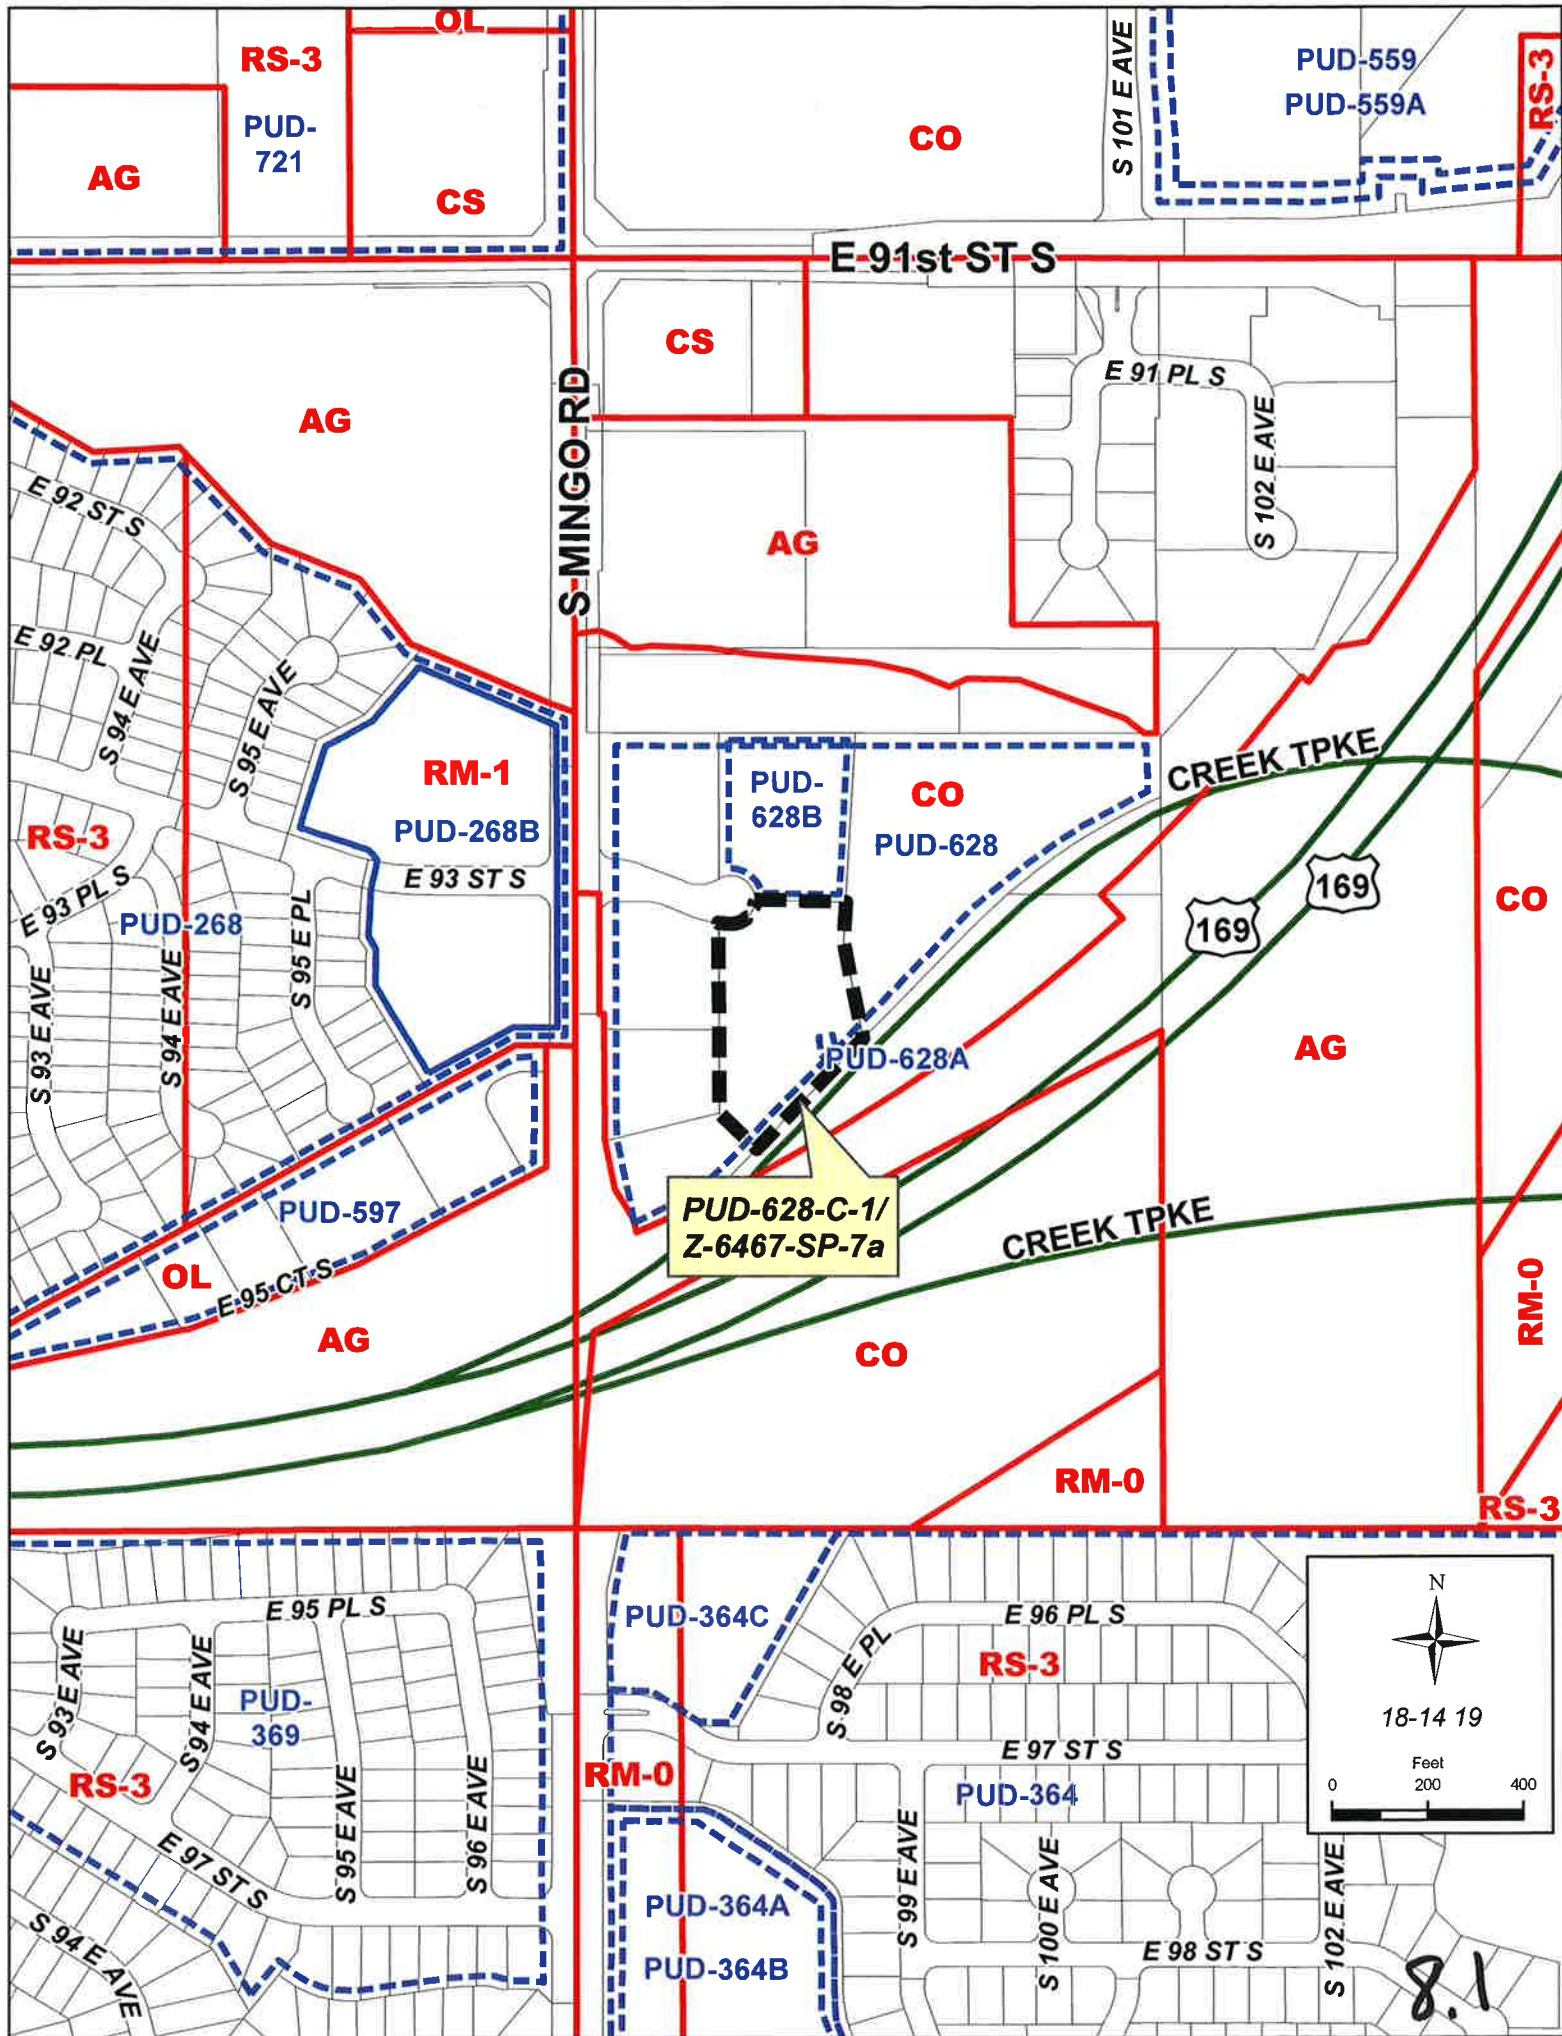 OL
RS-3
PUD-
721
AG
CS
CO
S 101 E AVE
PUD-559
PUD-559A
RS-3
E 91st ST S
CS
E 91 PL S
S MINGO RD
AG
S 102 E AVE
AG
E 92 ST S
E 92 PL
S 94 E AVE
S 95 E AVE
RM-1
PUD-268B
E 93 ST S
RS-3
E 93 PL S
PUD-268
S 95 E PL
S 94 E AVE
S 93 E AVE
PUD-
628B
CO
PUD-628
CREEK TPKE
169
169
CO
AG
PUD-628A
PUD-628-C-1/
Z-6467-SP-7a
PUD-597
OL
E 95 CT S
AG
CREEK TPKE
CO
RM-0
RM-0
RS-3
E 95 PL S
S 93 E AVE
S 94 E AVE
PUD-
369
RS-3
S 95 E AVE
S 96 E AVE
E 97 ST S
S 94 E AVE
PUD-364C
S 98 E PL
E 96 PL S
RS-3
E 97 ST S
RM-0
PUD-364
S 99 E AVE
S 100 E AVE
S 102 E AVE
PUD-364A
PUD-364B
E 98 ST S
N
18-14 19
Feet
0 200 400
8.1